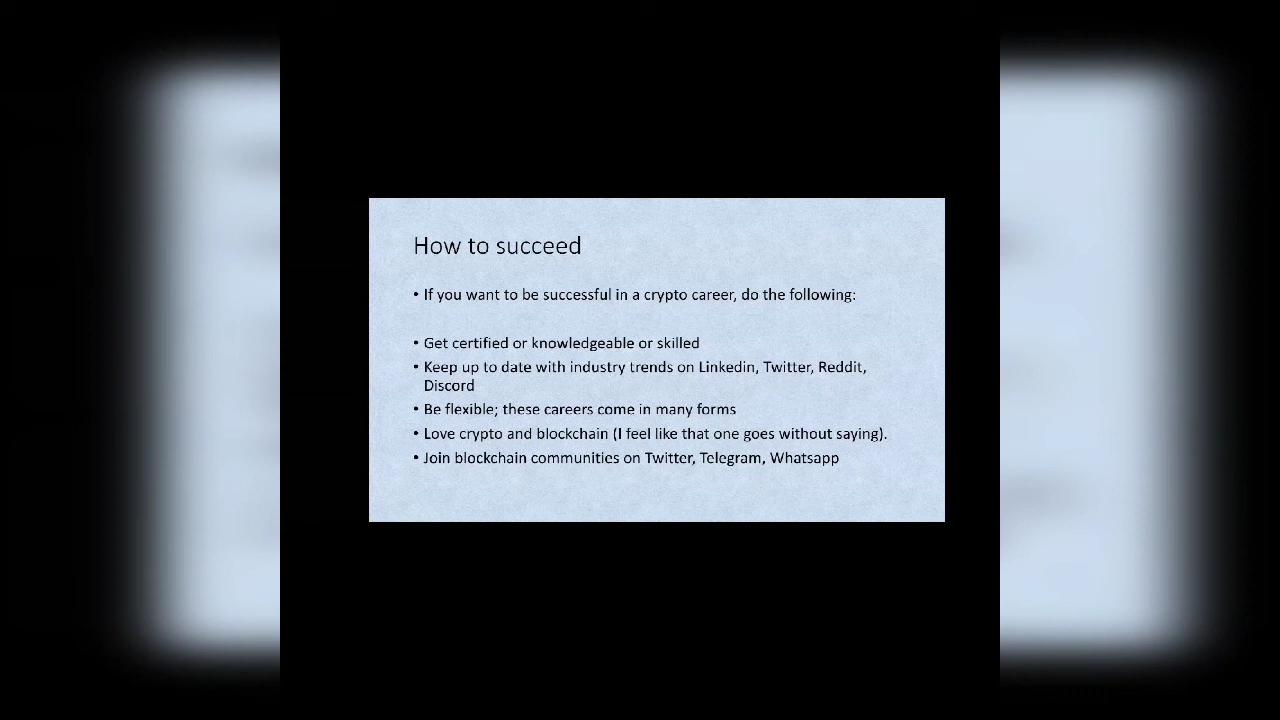 How to succeed
• If you want to be successful in a crypto career, do the following:
• Get certified or knowledgeable or skilled
• Keep up to date with industry trends on Linkedin, Twitter, Reddit,
Discord
• Be flexible; these careers come in many forms
• Love crypto and blockchain (I feel like that one goes without saying).
• Join blockchain communities on Twitter, Telegram, Whatsapp